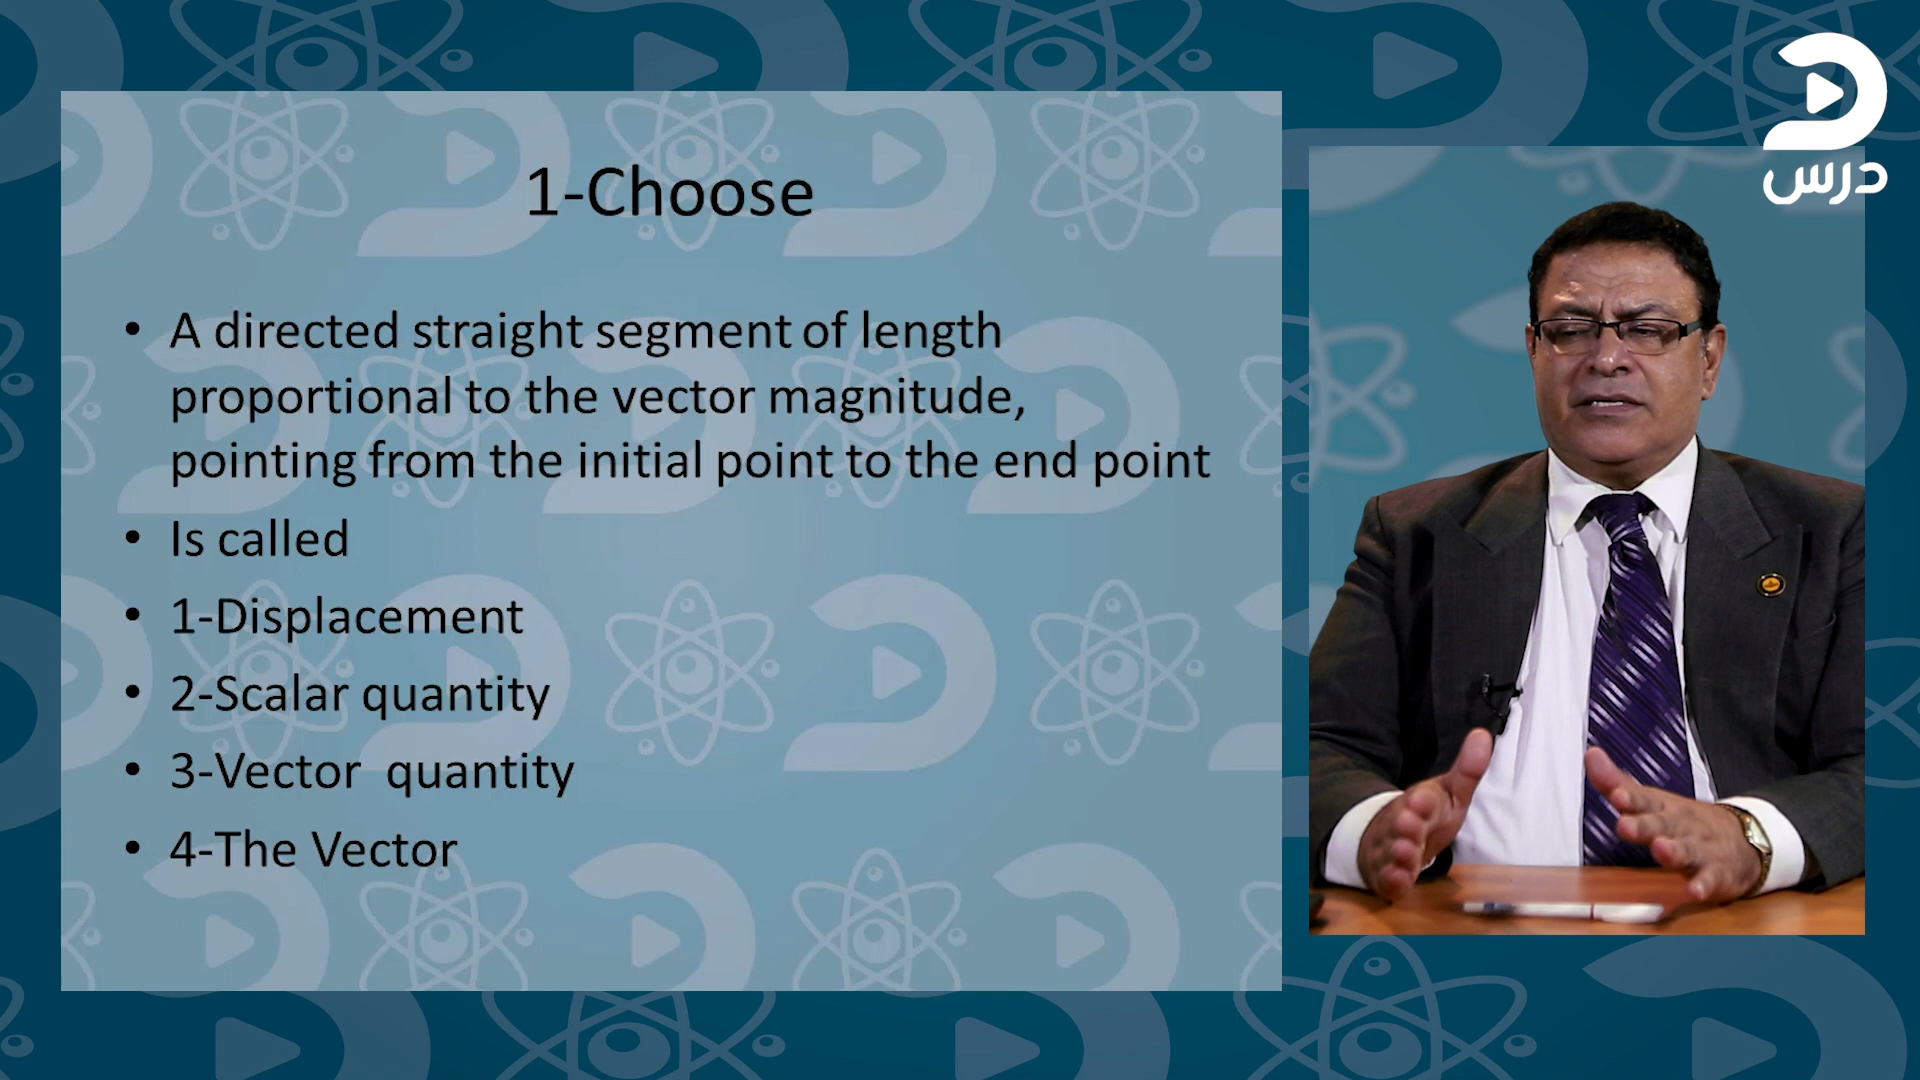 درس
1-Choose
• A directed straight segment of length
proportional to the vector magnitude,
pointing from the initial point to the end point
• Is called
• 1-Displacement
• 2-Scalar quantity
• 3-Vector  quantity
• 4-The Vector